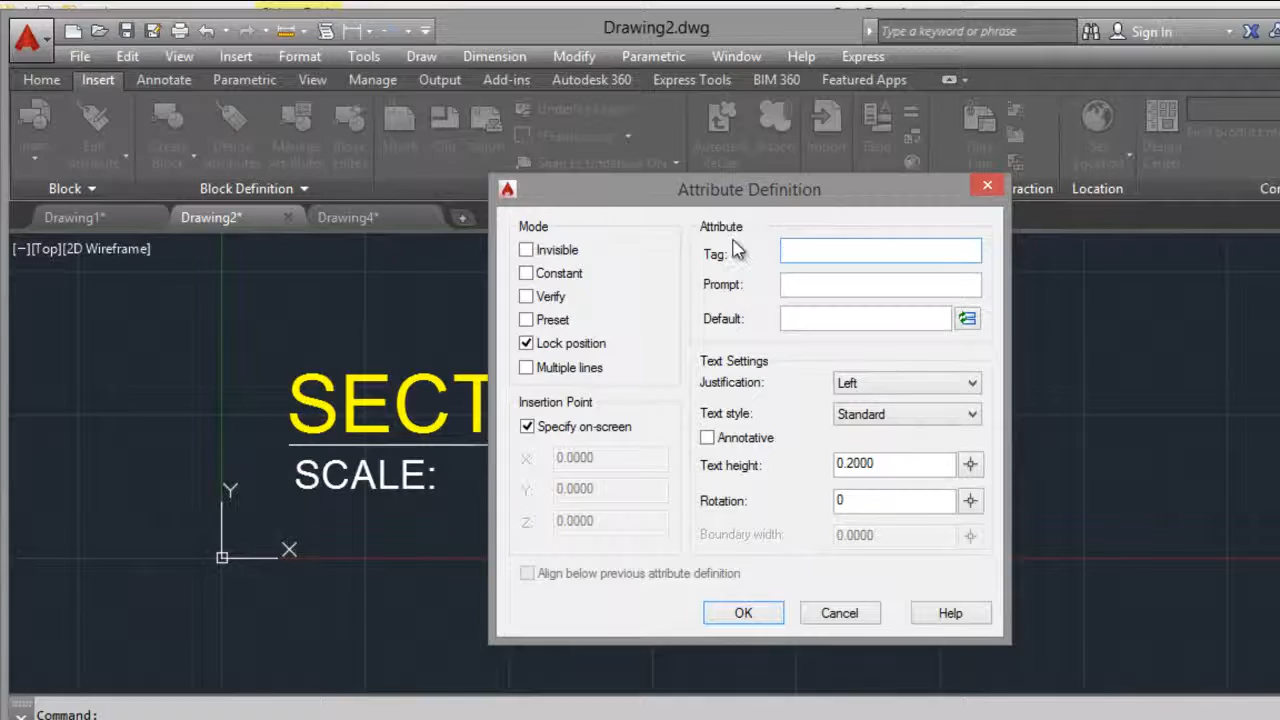 Drawing2.dwg
Type a keyword or phrase
Sign In
File Edit View Insert Format Tools Draw Dimension Modify Parametric Window Help Express
Home Insert Annotate Parametric View Manage Output Add-ins Autodesk 360 Express Tools BIM 360 Featured Apps
Block Block Definition Location
Drawing1* Drawing2* Drawing4*
[−][Top][2D Wireframe]
Attribute Definition
Mode
Invisible
Constant
Verify
Preset
Lock position
Multiple lines
Attribute
Tag:
Prompt:
Default:
Insertion Point
Specify on-screen
X: 0.0000
Y: 0.0000
Z: 0.0000
Text Settings
Justification: Left
Text style: Standard
Annotative
Text height: 0.2000
Rotation: 0
Boundary width: 0.0000
Align below previous attribute definition
OK Cancel Help
SECT
SCALE:
Y
X
Command: